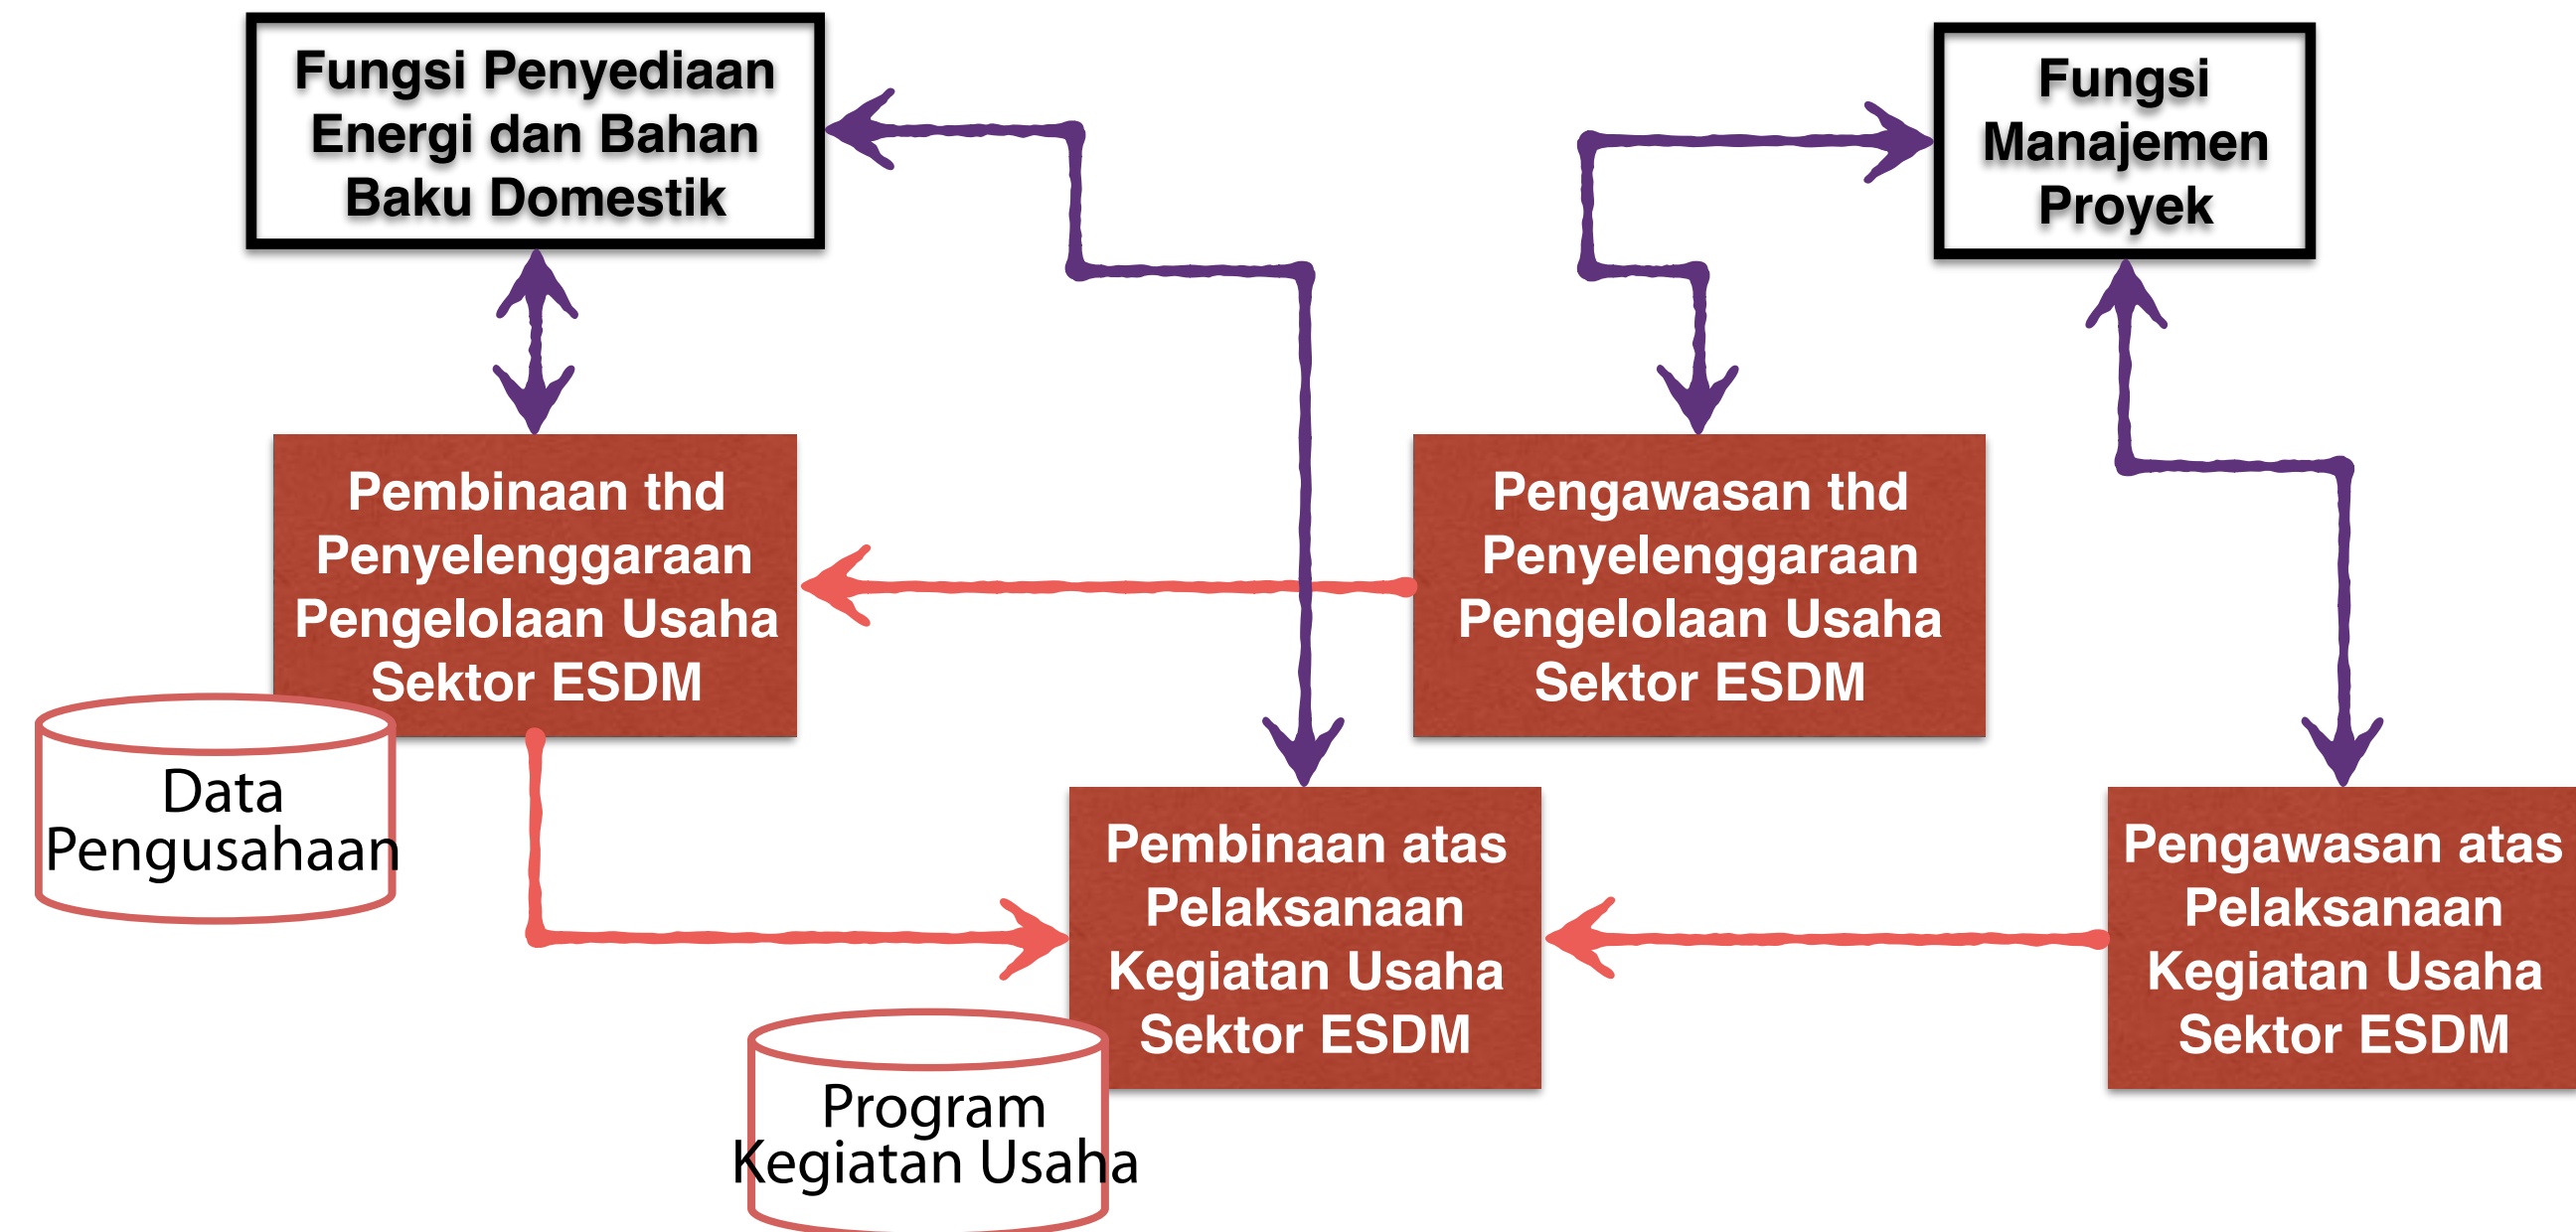 Fungsi Penyediaan
Energi dan Bahan
Baku Domestik
Fungsi
Manajemen
Proyek
Pembinaan thd
Penyelenggaraan
Pengelolaan Usaha
Sektor ESDM
Pengawasan thd
Penyelenggaraan
Pengelolaan Usaha
Sektor ESDM
Data
Pengusahaan
Pembinaan atas
Pelaksanaan
Kegiatan Usaha
Sektor ESDM
Pengawasan atas
Pelaksanaan
Kegiatan Usaha
Sektor ESDM
Program
Kegiatan Usaha